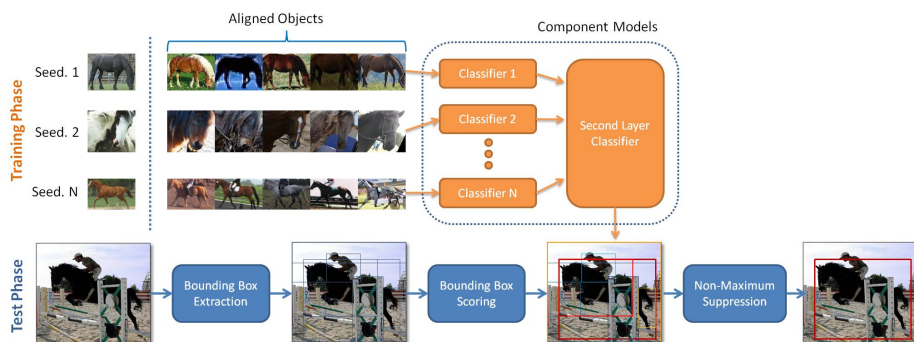 Aligned Objects
Component Models
Training Phase
Seed. 1
Classifier 1
Seed. 2
Classifier 2
Second Layer
Classifier
Seed. N
Classifier N
Test Phase
Bounding Box
Extraction
Bounding Box
Scoring
Non-Maximum
Suppression